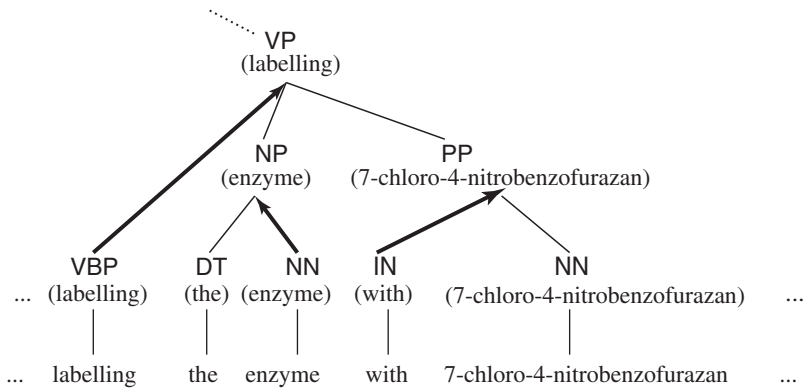 VP
(labelling)
NP PP
(enzyme) (7-chloro-4-nitrobenzofurazan)
VBP DT NN IN NN
... (labelling) (the) (enzyme) (with) (7-chloro-4-nitrobenzofurazan) ...
... labelling the enzyme with 7-chloro-4-nitrobenzofurazan ...